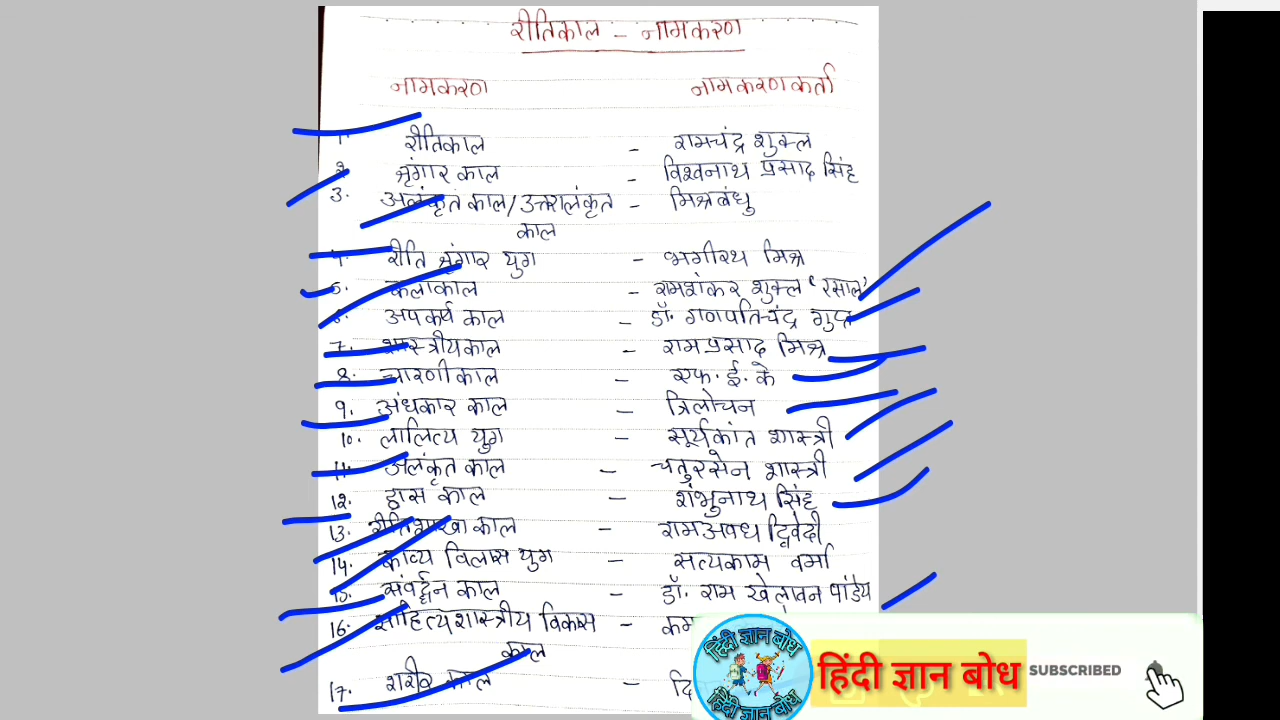 रीतिकाल - नामकरण
नामकरण नामकरणकर्ता
1. रीतिकाल - रामचंद्र शुक्ल
2. शृंगार काल - विश्वनाथ प्रसाद सिंह
3. अलंकृत काल/उत्तरालंकृत - मिश्रबंधु
काल
4. रीति शृंगार युग - भगीरथ मिश्र
5. कलाकाल - रामशंकर शुक्ल 'रसाल'
6. अपकर्ष काल - डॉ. गणपतिचंद्र गुप्त
7. शास्त्रीयकाल - रामप्रसाद मिश्र
8. चारणीकाल - एफ. ई. के
9. अंधकार काल - त्रिलोचन
10. लालित्य युग - सूर्यकांत शास्त्री
11. अलंकृत काल - चतुरसेन शास्त्री
12. ह्रास काल - शंभुनाथ सिंह
13. रीतिशाखा काल - रामअवध द्विवेदी
14. काव्य विलास युग - सत्यकाम वर्मा
15. संवर्द्धन काल - डॉ. राम खेलावन पांडेय
16. साहित्यशास्त्रीय विकास -
काल
17. शरीर काल -
हिंदी ज्ञान बोध
हिंदी ज्ञान बोध
हिंदी ज्ञान बोध
SUBSCRIBED